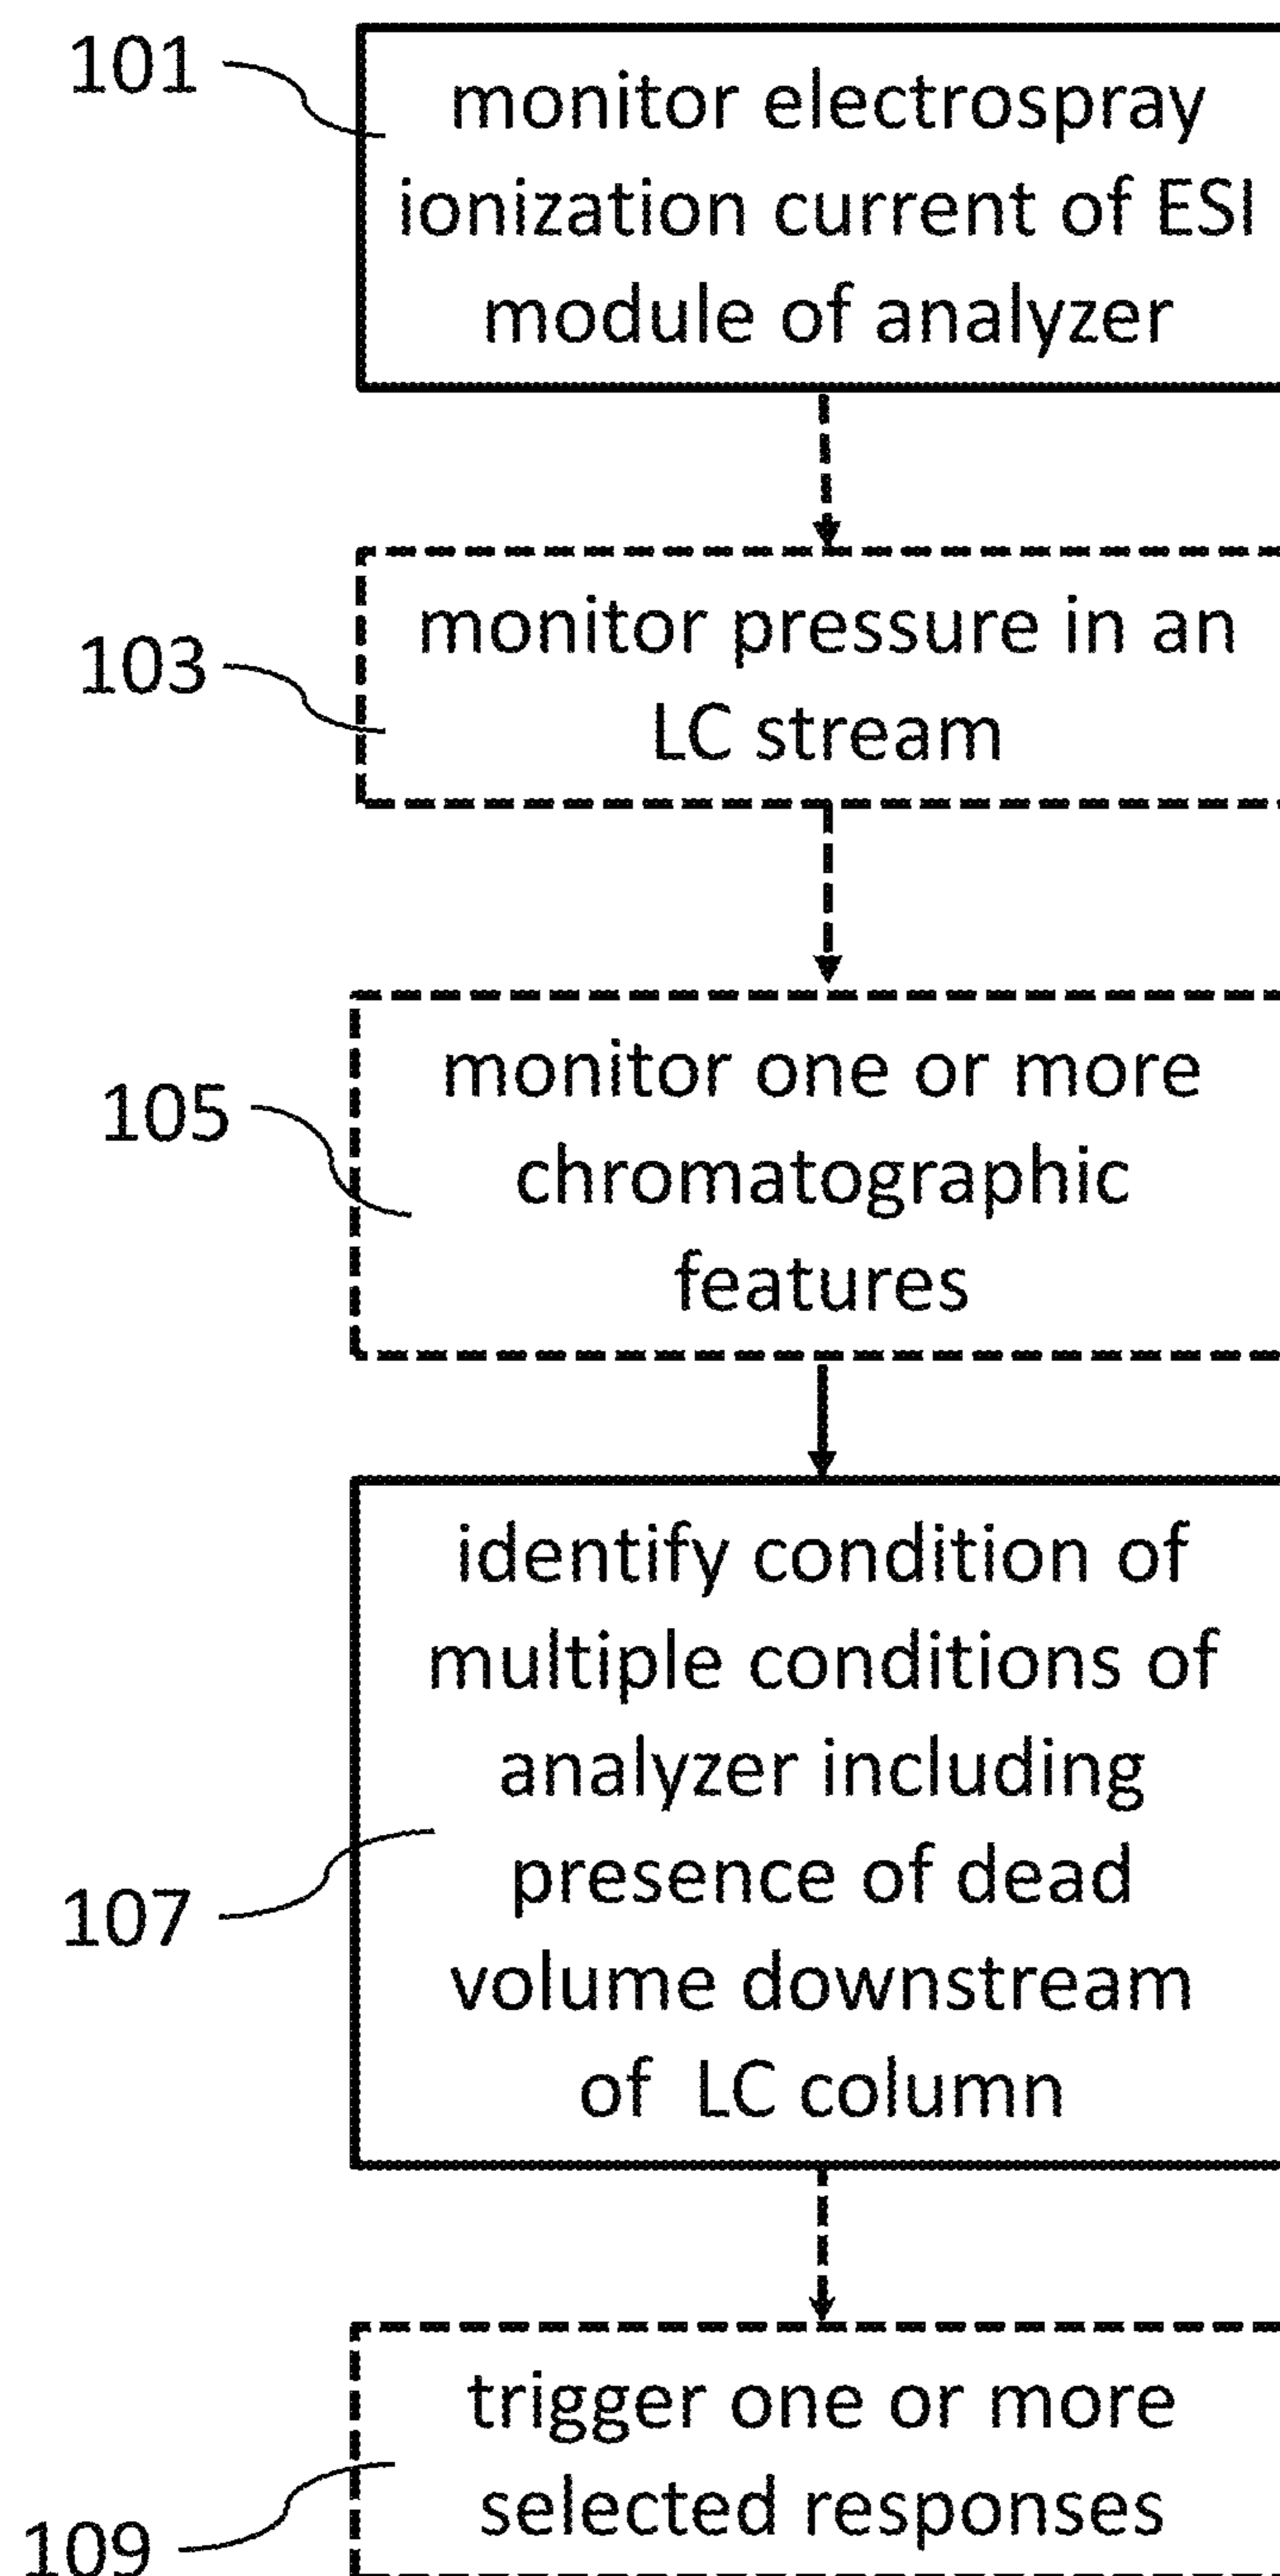 101
monitor electrospray
ionization current of ESI
module of analyzer
103
monitor pressure in an
LC stream
105
monitor one or more
chromatographic
features
107
identify condition of
multiple conditions of
analyzer including
presence of dead
volume downstream
of LC column
109
trigger one or more
selected responses